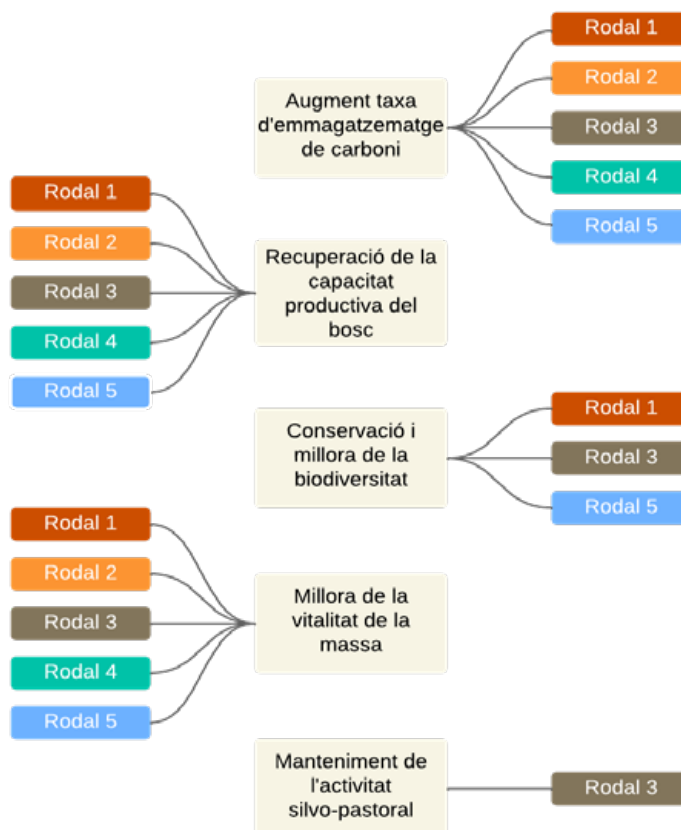 Augment taxa
d'emmagatzematge
de carboni
Rodal 1
Rodal 2
Rodal 3
Rodal 4
Rodal 5
Rodal 1
Rodal 2
Rodal 3
Rodal 4
Rodal 5
Recuperació de la
capacitat
productiva del
bosc
Conservació i
millora de la
biodiversitat
Rodal 1
Rodal 3
Rodal 5
Rodal 1
Rodal 2
Rodal 3
Rodal 4
Rodal 5
Millora de la
vitalitat de la
massa
Manteniment de
l'activitat
silvo-pastoral
Rodal 3